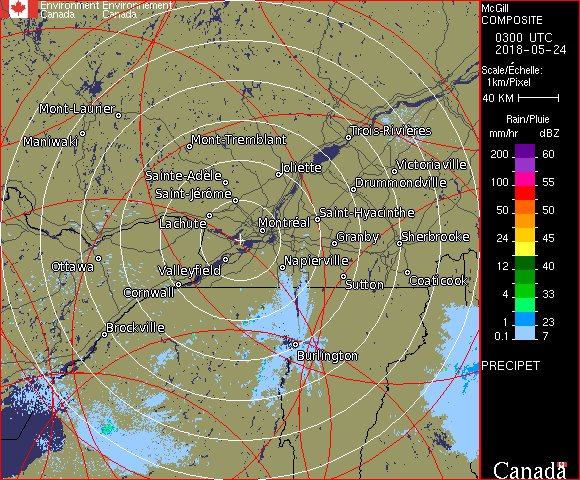 Environment Environnement
Canada Canada
McGill
COMPOSITE
0300 UTC
2018-05-24
Scale/Échelle:
1km/Pixel
40 KM
Rain/Pluie
mm/hr dBZ
200 60
100 55
50 50
24 45
12 40
4 33
1 23
0.1 7
PRECIPET
Canada
Mont-Laurier
Maniwaki
Mont-Tremblant
Trois-Rivières
Joliette
Victoriaville
Sainte-Adèle
Drummondville
Saint-Jérôme
Lachute
Montréal
Saint-Hyacinthe
Granby
Sherbrooke
Ottawa
Valleyfield
Napierville
Cornwall
Sutton
Coaticook
Brockville
Burlington